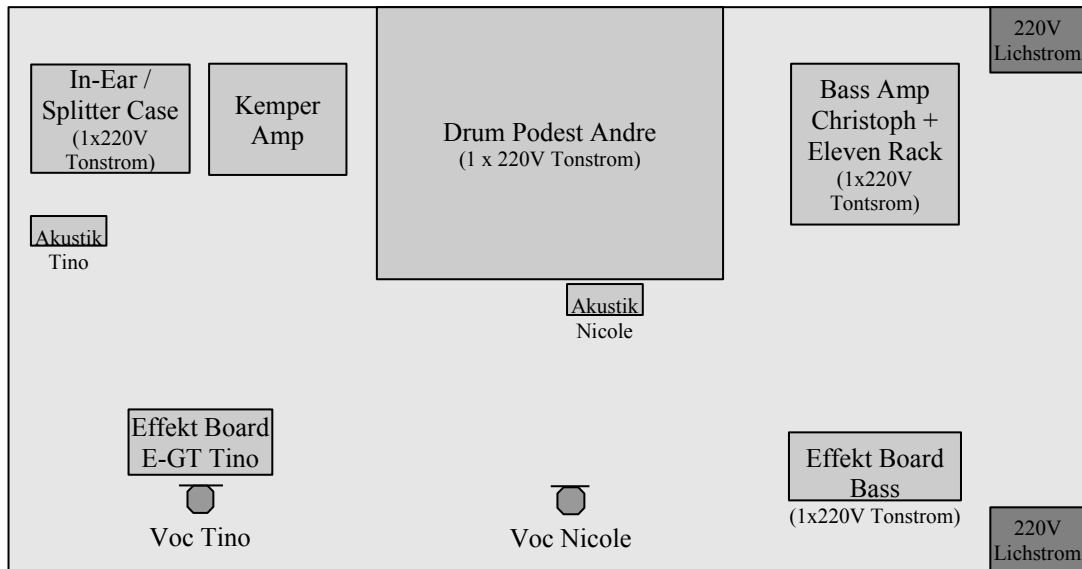 In-Ear /
Splitter Case
(1x220V
Tonstrom)
Kemper
Amp
Drum Podest Andre
(1 x 220V Tonstrom)
Bass Amp
Christoph +
Eleven Rack
(1x220V
Tontsrom)
220V
Lichstrom
Akustik
Tino
Akustik
Nicole
Effekt Board
E-GT Tino
Voc Tino
Voc Nicole
Effekt Board
Bass
(1x220V Tonstrom)
220V
Lichstrom